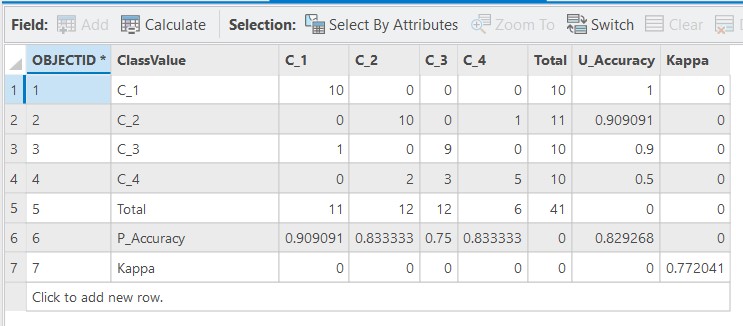 Field: Add Calculate Selection: Select By Attributes Zoom To Switch Clear
OBJECTID * ClassValue C_1 C_2 C_3 C_4 Total U_Accuracy Kappa
1 1 C_1 10 0 0 0 10 1 0
2 2 C_2 0 10 0 1 11 0.909091 0
3 3 C_3 1 0 9 0 10 0.9 0
4 4 C_4 0 2 3 5 10 0.5 0
5 5 Total 11 12 12 6 41 0 0
6 6 P_Accuracy 0.909091 0.833333 0.75 0.833333 0 0.829268 0
7 7 Kappa 0 0 0 0 0 0 0.772041
Click to add new row.